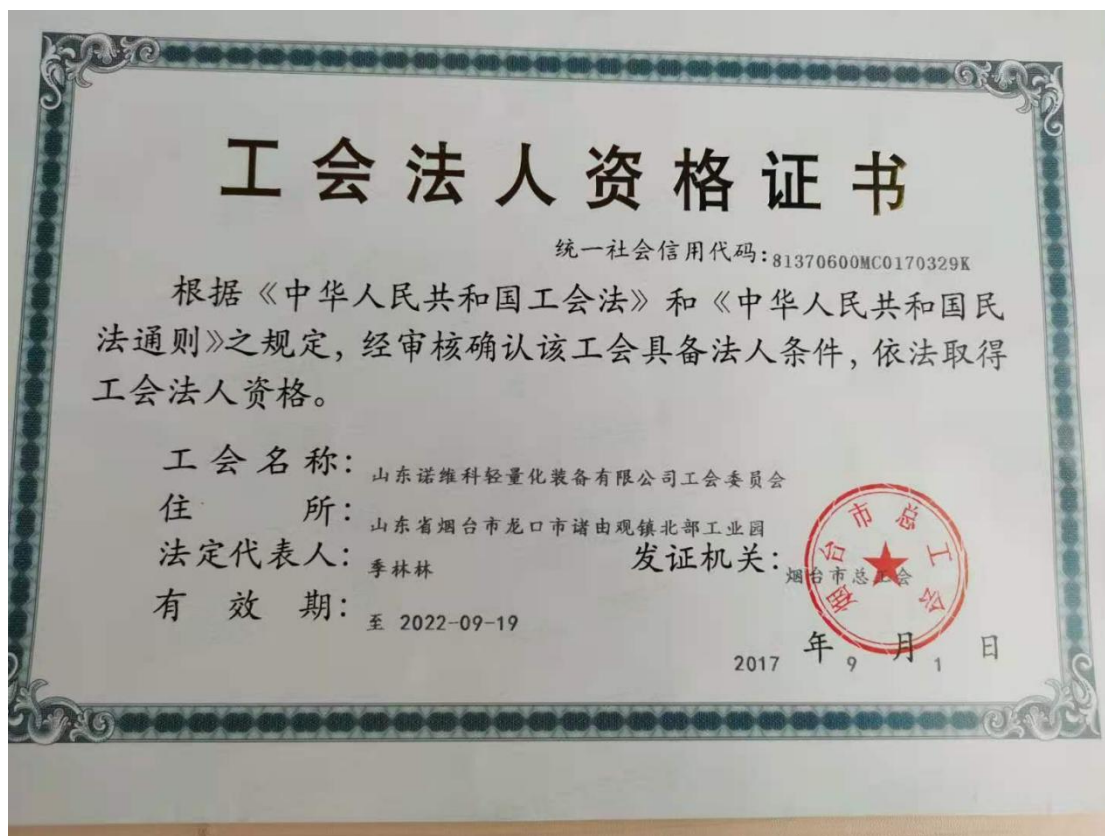 工会法人资格证书
统一社会信用代码:81370600MC0170329K
根据《中华人民共和国工会法》和《中华人民共和国民
法通则》之规定，经审核确认该工会具备法人条件，依法取得
工会法人资格。
工会名称：山东诺维科轻量化装备有限公司工会委员会
住所：山东省烟台市龙口市诸由观镇北部工业园
法定代表人：季林林
发证机关：烟台市总工会
有效期：至 2022-09-19
烟台市总工会
2017 年 9 月 1 日